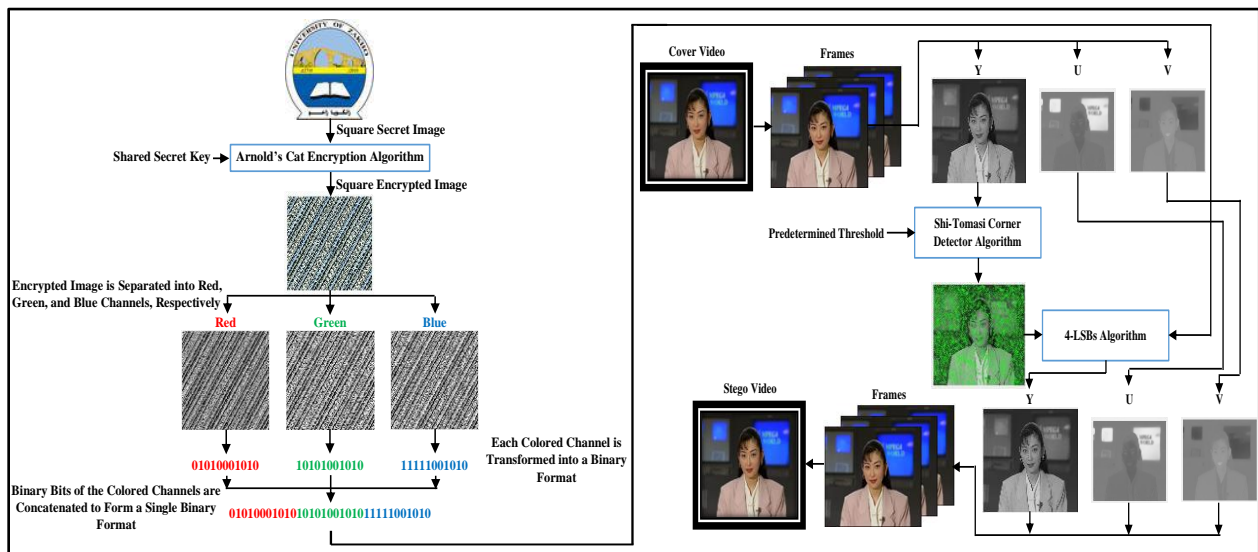 UNIVERSITY OF ZAKHO
Square Secret Image
Shared Secret Key
Arnold's Cat Encryption Algorithm
Square Encrypted Image
Encrypted Image is Separated into Red,
Green, and Blue Channels, Respectively
Red
Green
Blue
01010001010
10101001010
11111001010
Each Colored Channel is
Transformed into a Binary
Format
Binary Bits of the Colored Channels are
Concatenated to Form a Single Binary
Format
010100010101010100101011111001010
Cover Video
Frames
Y
U
V
Predetermined Threshold
Shi-Tomasi Corner
Detector Algorithm
4-LSBs Algorithm
Stego Video
Frames
Y
U
V